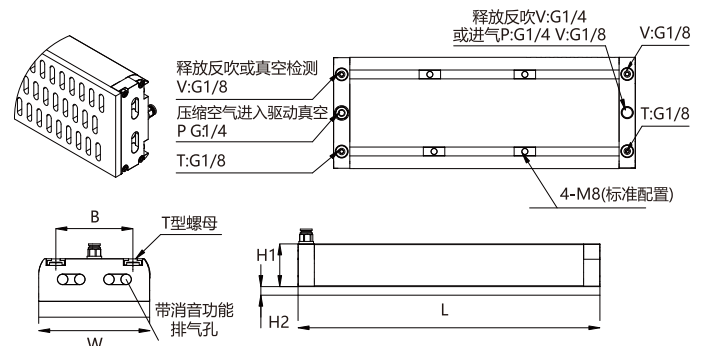 释放反吹V:G1/4
或进气P:G1/4 V:G1/8
V:G1/8
释放反吹或真空检测
V:G1/8
压缩空气进入驱动真空
P G1/4
T:G1/8
T:G1/8
4-M8(标准配置)
B
T型螺母
H1
带消音功能
排气孔
H2
L
W